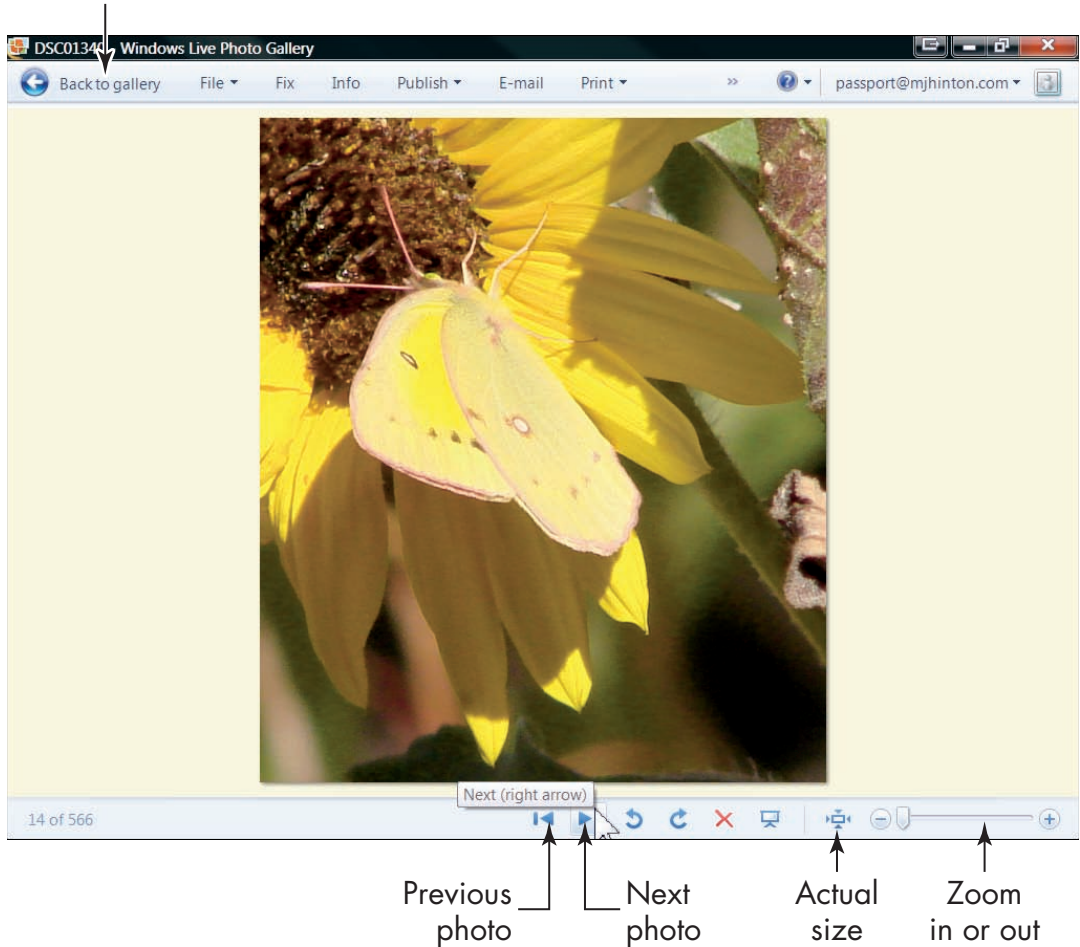 DSC0134 - Windows Live Photo Gallery
Back to gallery File Fix Info Publish E-mail Print » ? passport@mjhinton.com
Next (right arrow)
14 of 566
Previous photo
Next photo
Actual size
Zoom in or out